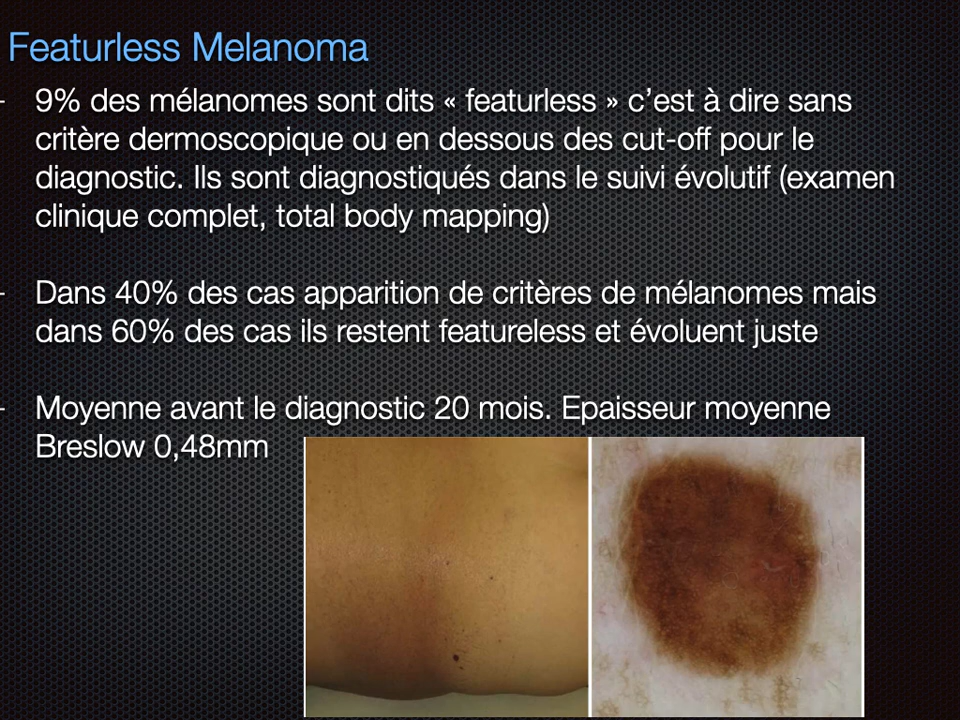 Featurless Melanoma
- 9% des mélanomes sont dits « featurless » c’est à dire sans
critère dermoscopique ou en dessous des cut-off pour le
diagnostic. Ils sont diagnostiqués dans le suivi évolutif (examen
clinique complet, total body mapping)
- Dans 40% des cas apparition de critères de mélanomes mais
dans 60% des cas ils restent featureless et évoluent juste
- Moyenne avant le diagnostic 20 mois. Epaisseur moyenne
Breslow 0,48mm